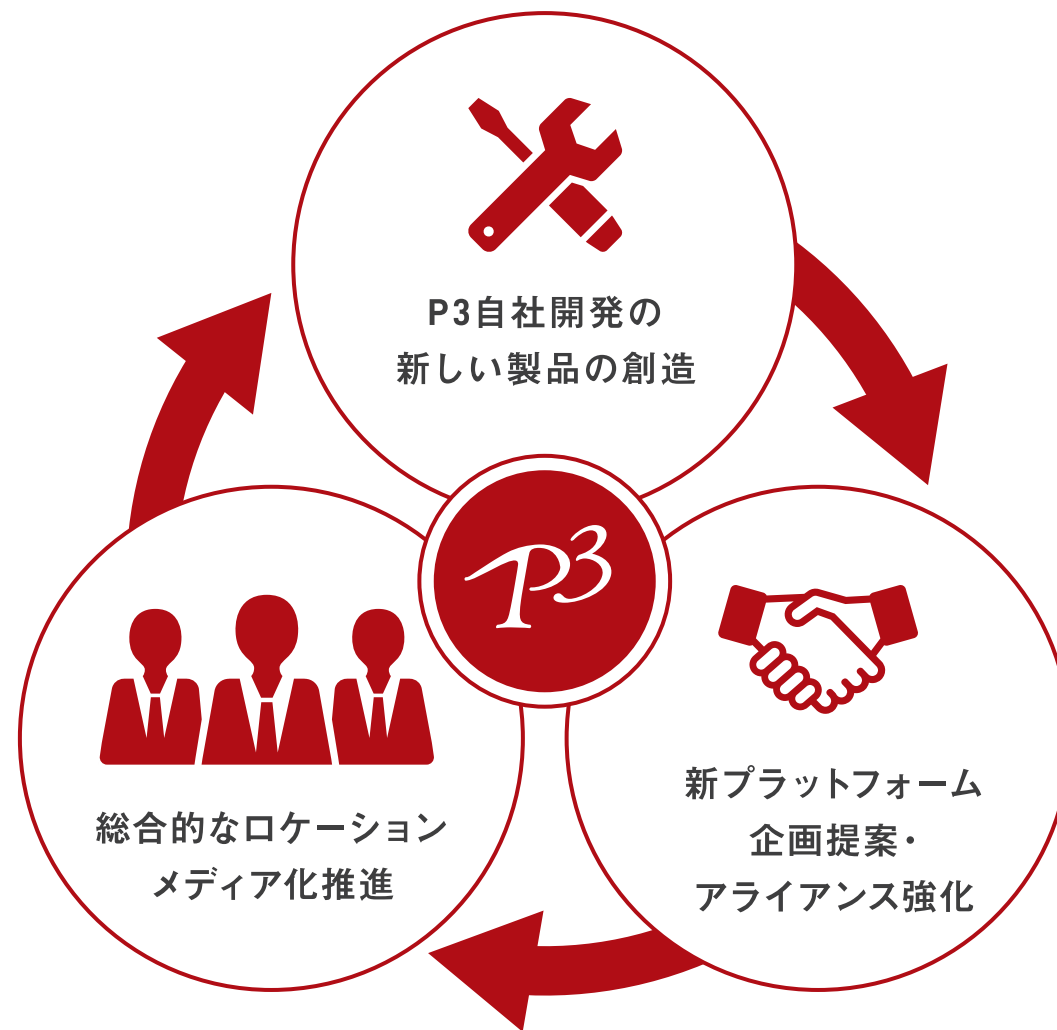 P3自社開発の
新しい製品の創造
P3
総合的なロケーション
メディア化推進
新プラットフォーム
企画提案・
アライアンス強化